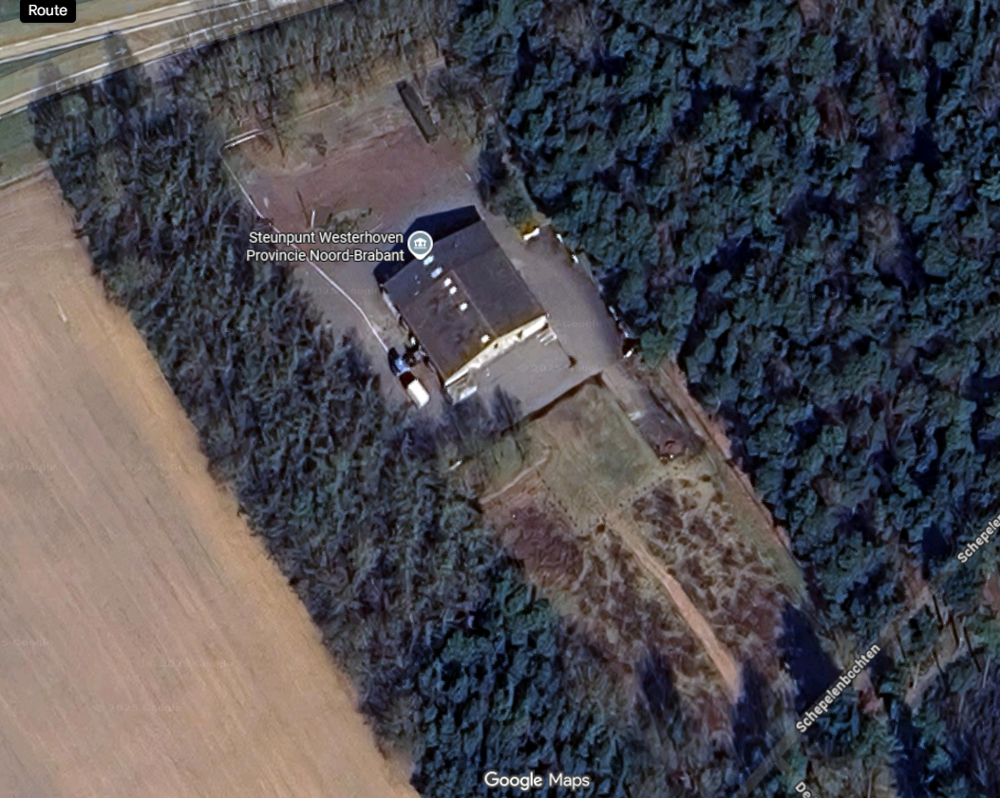 Route
Steunpunt Westerhoven
Provincie Noord-Brabant
Schepelenbochten
Google Maps